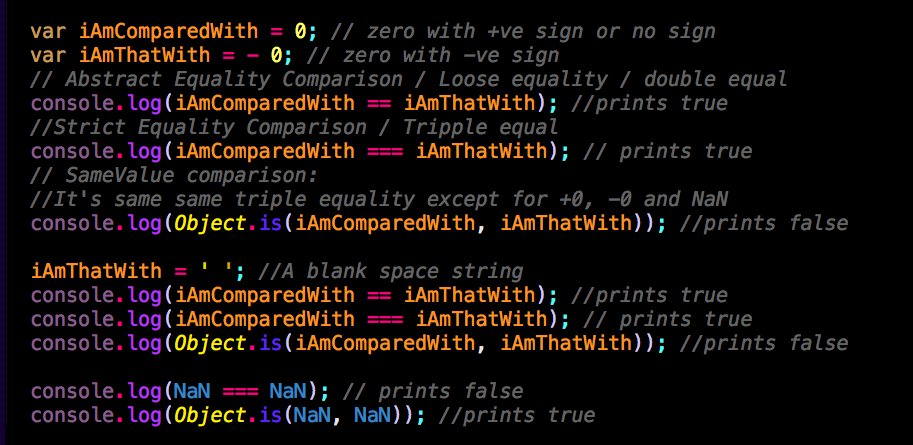 var iAmComparedWith = 0; // zero with +ve sign or no sign
var iAmThatWith = - 0; // zero with -ve sign
// Abstract Equality Comparison / Loose equality / double equal
console.log(iAmComparedWith == iAmThatWith); //prints true
//Strict Equality Comparison / Tripple equal
console.log(iAmComparedWith === iAmThatWith); // prints true
// SameValue comparison:
//It's same same triple equality except for +0, -0 and NaN
console.log(Object.is(iAmComparedWith, iAmThatWith)); //prints false
iAmThatWith = ' '; //A blank space string
console.log(iAmComparedWith == iAmThatWith); //prints true
console.log(iAmComparedWith === iAmThatWith); // prints true
console.log(Object.is(iAmComparedWith, iAmThatWith)); //prints false
console.log(NaN === NaN); // prints false
console.log(Object.is(NaN, NaN)); //prints true